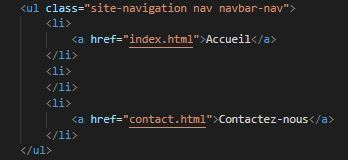 <ul class="site-navigation nav navbar-nav">
<li>
<a href="index.html">Accueil</a>
</li>
<li>
</li>
<li>
<a href="contact.html">Contactez-nous</a>
</li>
</ul>